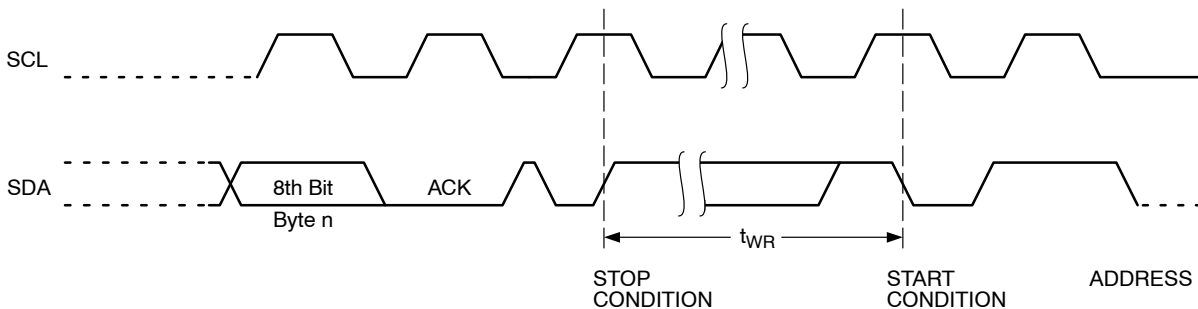 SCL
SDA
8th Bit
Byte n
ACK
tWR
STOP
CONDITION
START
CONDITION
ADDRESS